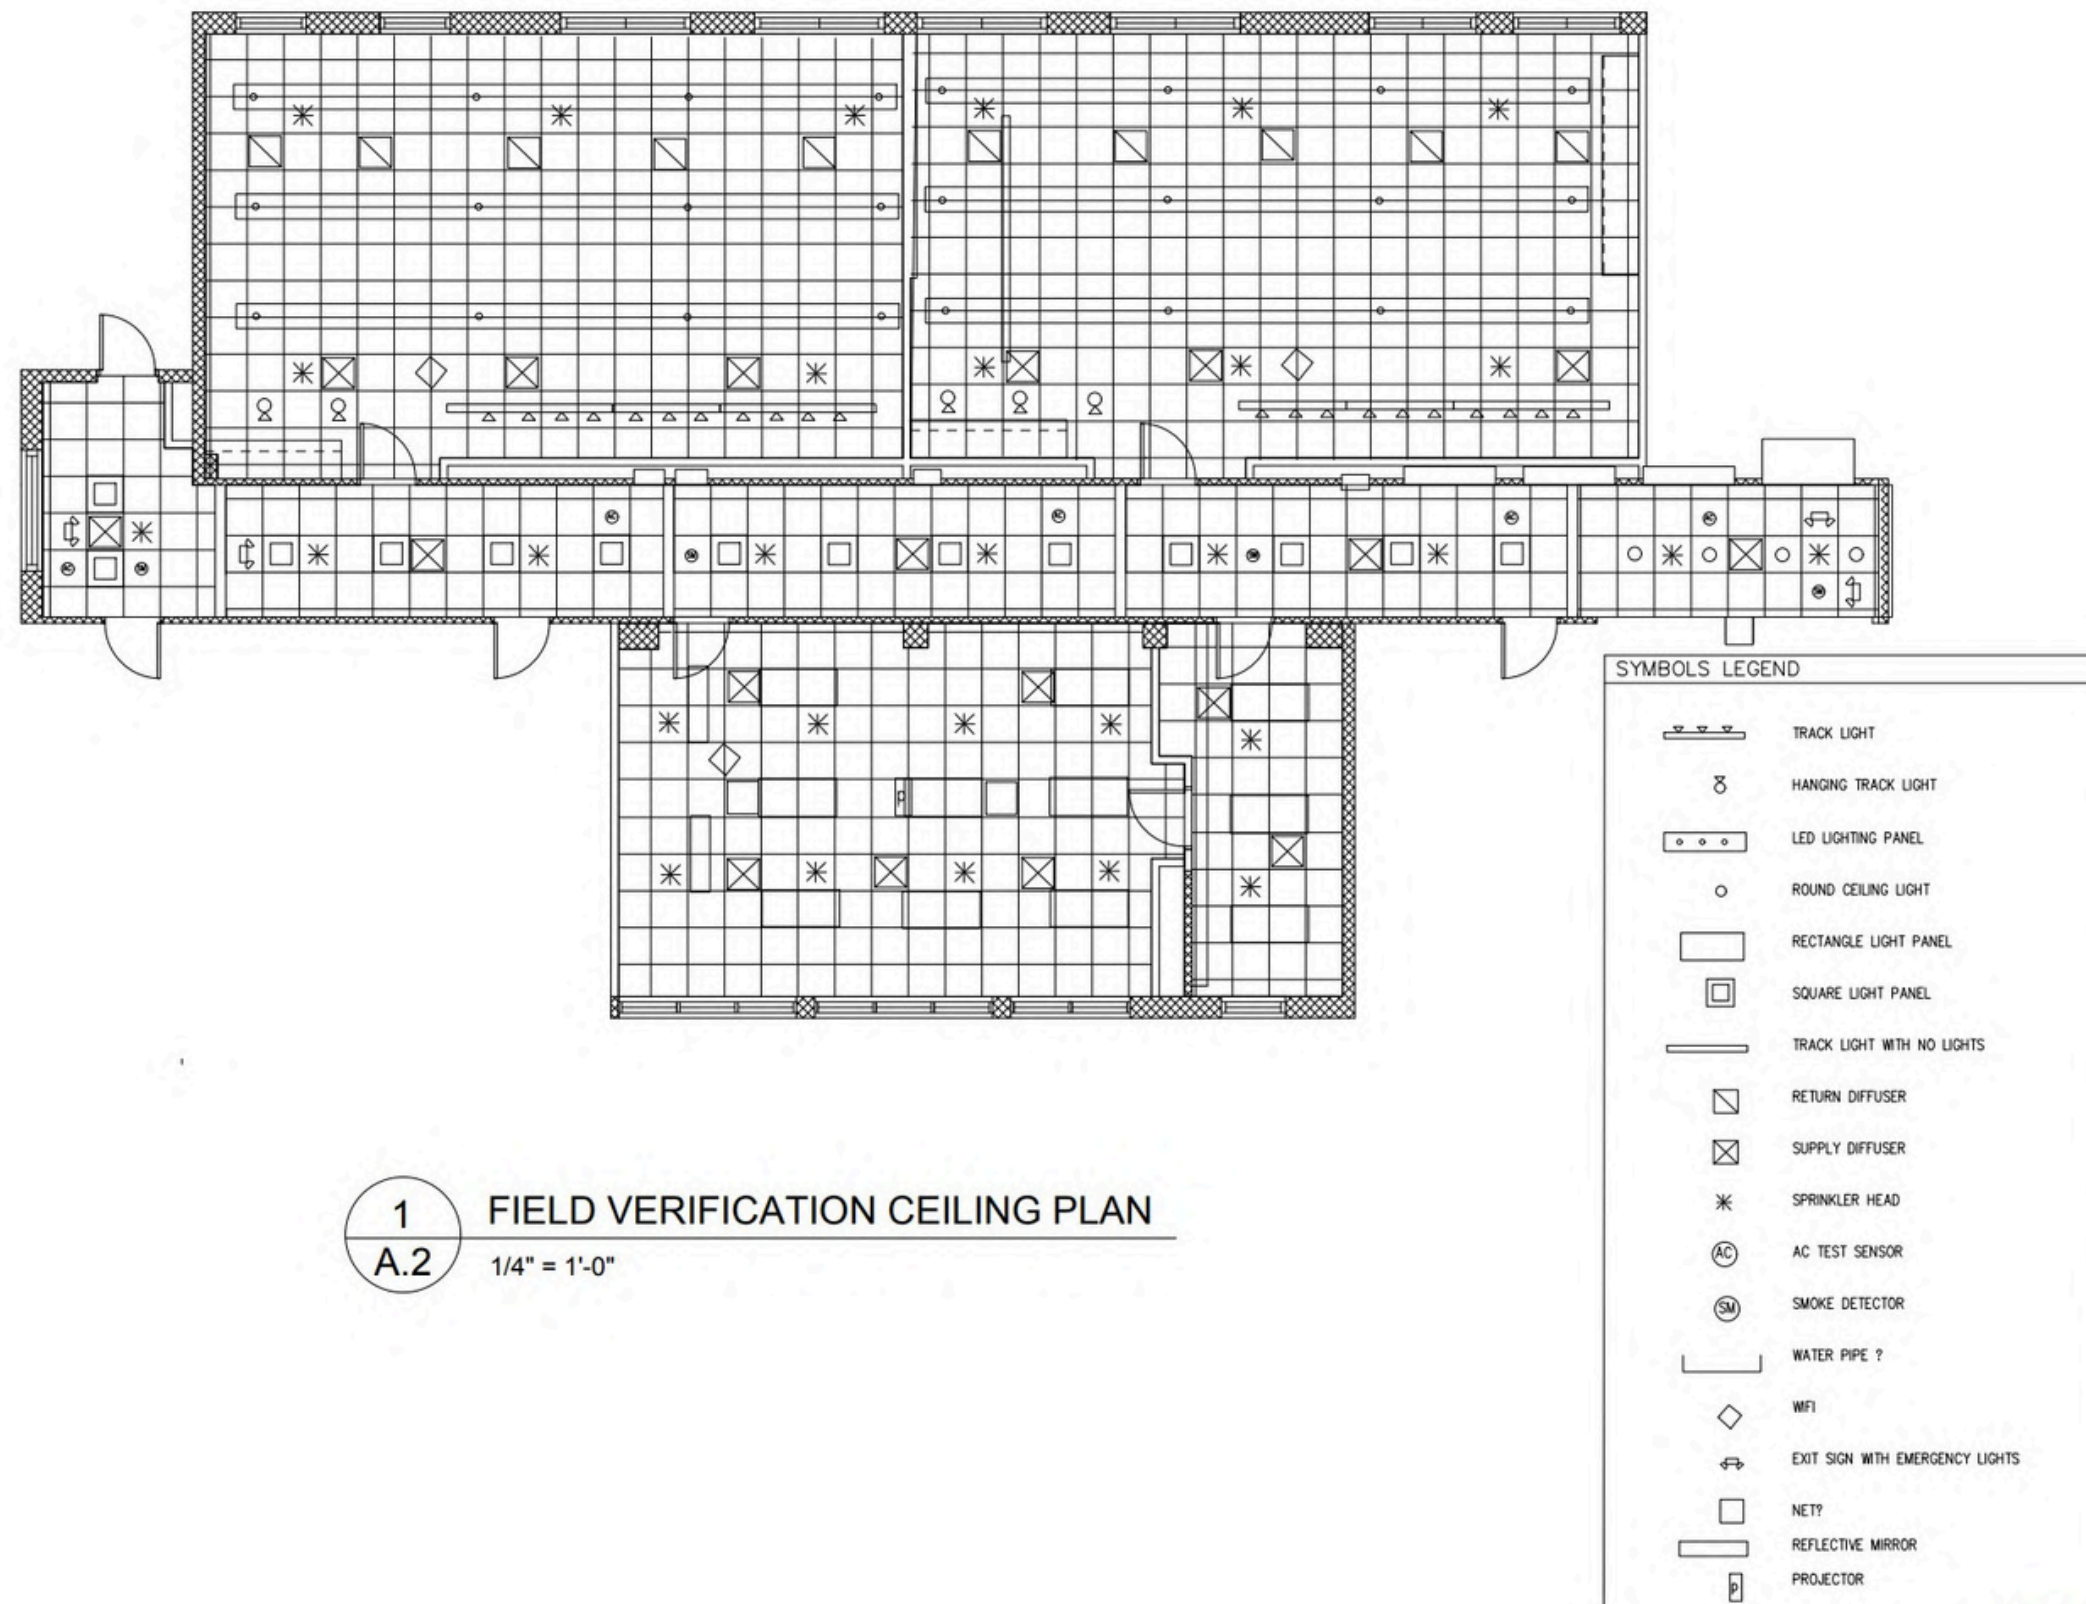 SYMBOLS LEGEND
TRACK LIGHT
HANGING TRACK LIGHT
LED LIGHTING PANEL
ROUND CEILING LIGHT
RECTANGLE LIGHT PANEL
SQUARE LIGHT PANEL
TRACK LIGHT WITH NO LIGHTS
RETURN DIFFUSER
SUPPLY DIFFUSER
SPRINKLER HEAD
AC AC TEST SENSOR
SM SMOKE DETECTOR
WATER PIPE ?
WIFI
EXIT SIGN WITH EMERGENCY LIGHTS
NET?
REFLECTIVE MIRROR
P PROJECTOR
1
A.2
FIELD VERIFICATION CEILING PLAN
1/4" = 1'-0"